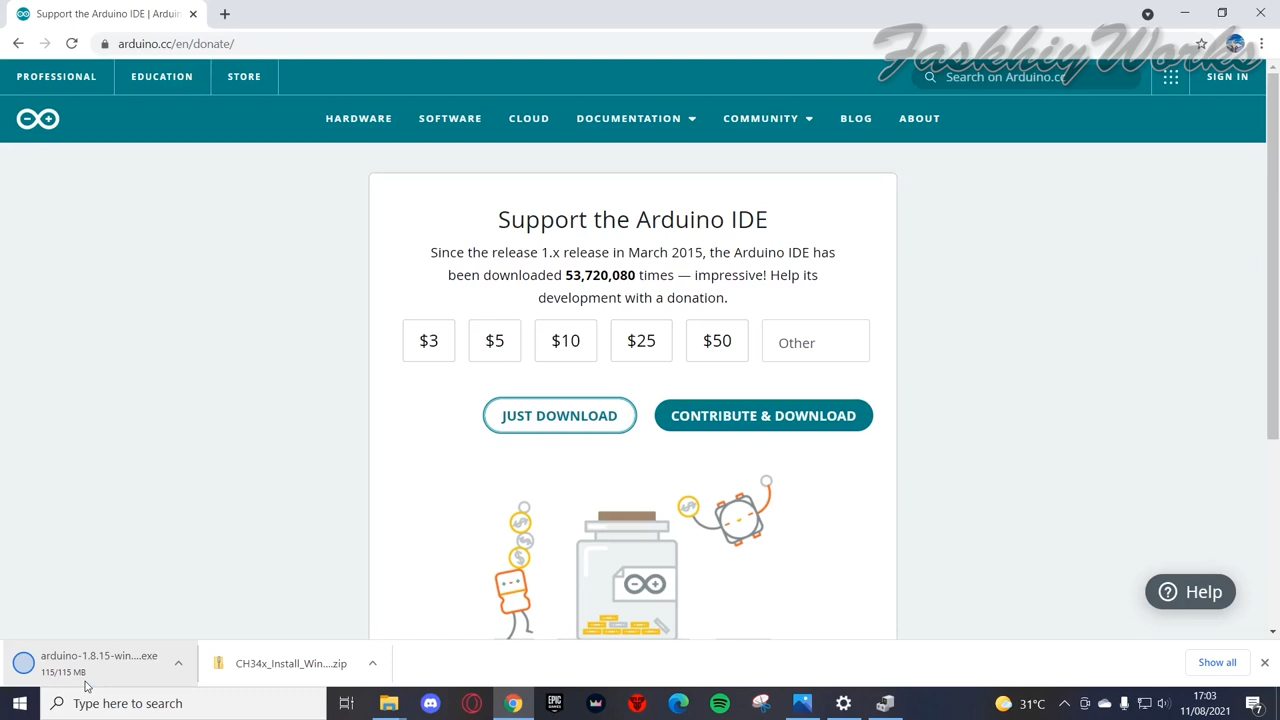 Support the Arduino IDE | Arduin
arduino.cc/en/donate/
FaskhiyWorks
PROFESSIONAL
EDUCATION
STORE
Search on Arduino.cc
SIGN IN
HARDWARE
SOFTWARE
CLOUD
DOCUMENTATION
COMMUNITY
BLOG
ABOUT
Support the Arduino IDE
Since the release 1.x release in March 2015, the Arduino IDE has
been downloaded 53,720,080 times — impressive! Help its
development with a donation.
$3
$5
$10
$25
$50
Other
JUST DOWNLOAD
CONTRIBUTE & DOWNLOAD
Help
arduino-1.8.15-win....exe
115/115 MB
CH34x_Install_Win....zip
Show all
Type here to search
EPIC
GAMES
31°C
17:03
11/08/2021
7